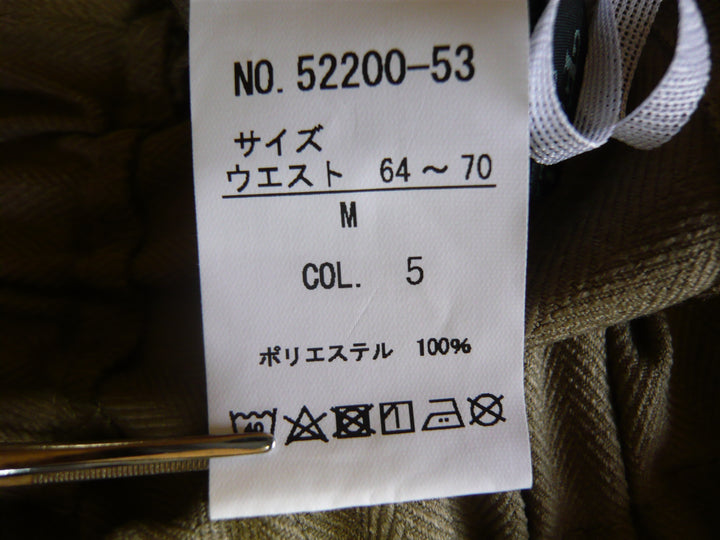 NO. 52200-53
サイズ
ウエスト 64〜70
M
COL. 5
ポリエステル 100%
40